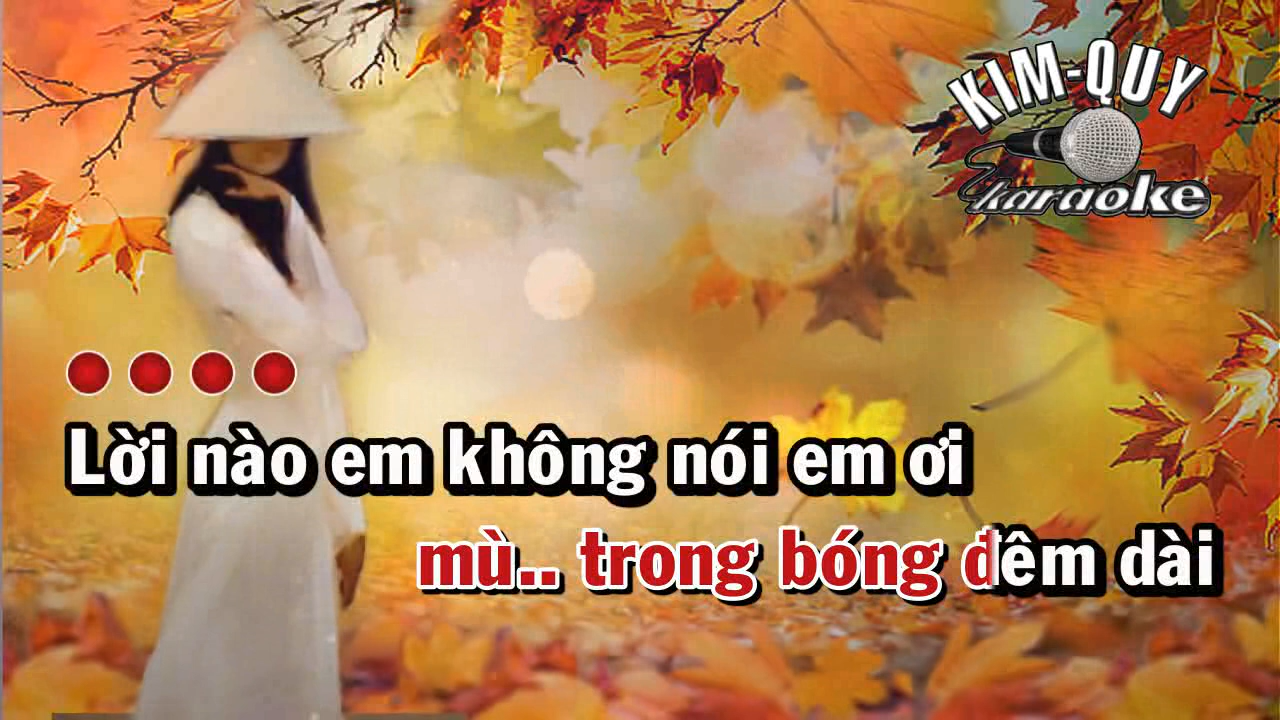 KIM-QUY
karaoke
Lời nào em không nói em ơi
mù.. trong bóng đêm dài